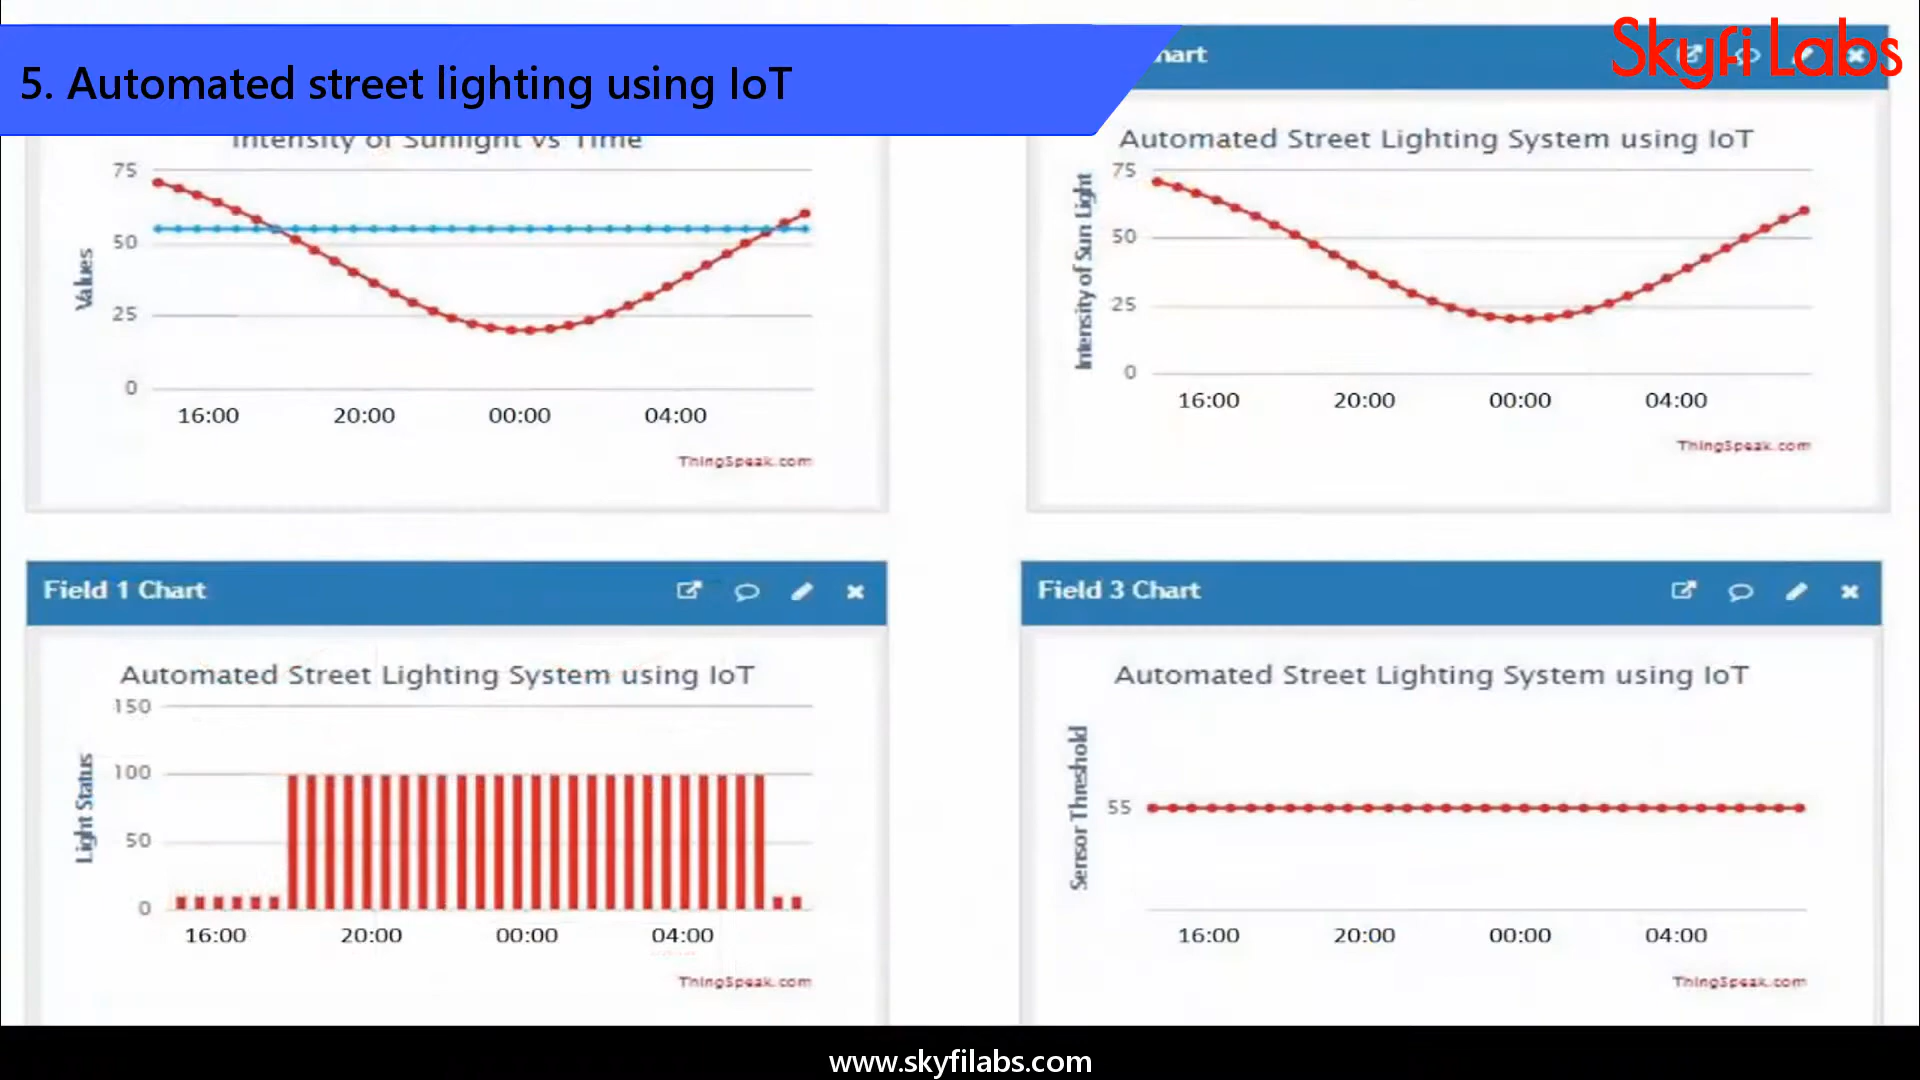 5. Automated street lighting using IoT
Skyfi Labs
Intensity of Sunlight vs Time
75
50
25
0
Values
16:00 20:00 00:00 04:00
ThingSpeak.com
Automated Street Lighting System using IoT
75
50
25
0
Intensity of Sun Light
16:00 20:00 00:00 04:00
ThingSpeak.com
Field 1 Chart
Automated Street Lighting System using IoT
150
100
50
0
Light Status
16:00 20:00 00:00 04:00
ThingSpeak.com
Field 3 Chart
Automated Street Lighting System using IoT
55
Sensor Threshold
16:00 20:00 00:00 04:00
ThingSpeak.com
www.skyfilabs.com